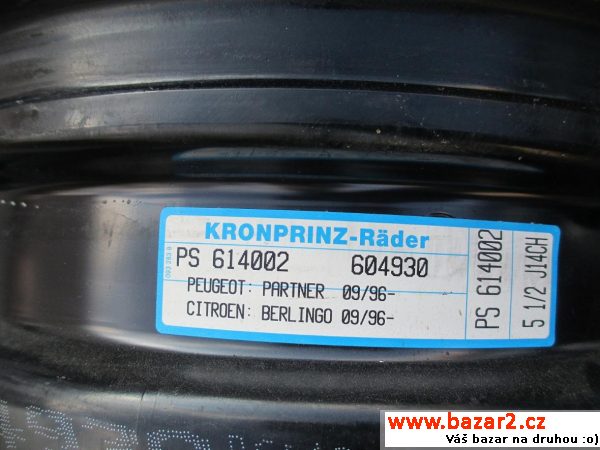 KRONPRINZ-Räder
PS 614002 604930
PEUGEOT: PARTNER 09/96-
CITROEN: BERLINGO 09/96-
PS 614002
5 1/2 J14CH
www.bazar2.cz
Váš bazar na druhou :o)